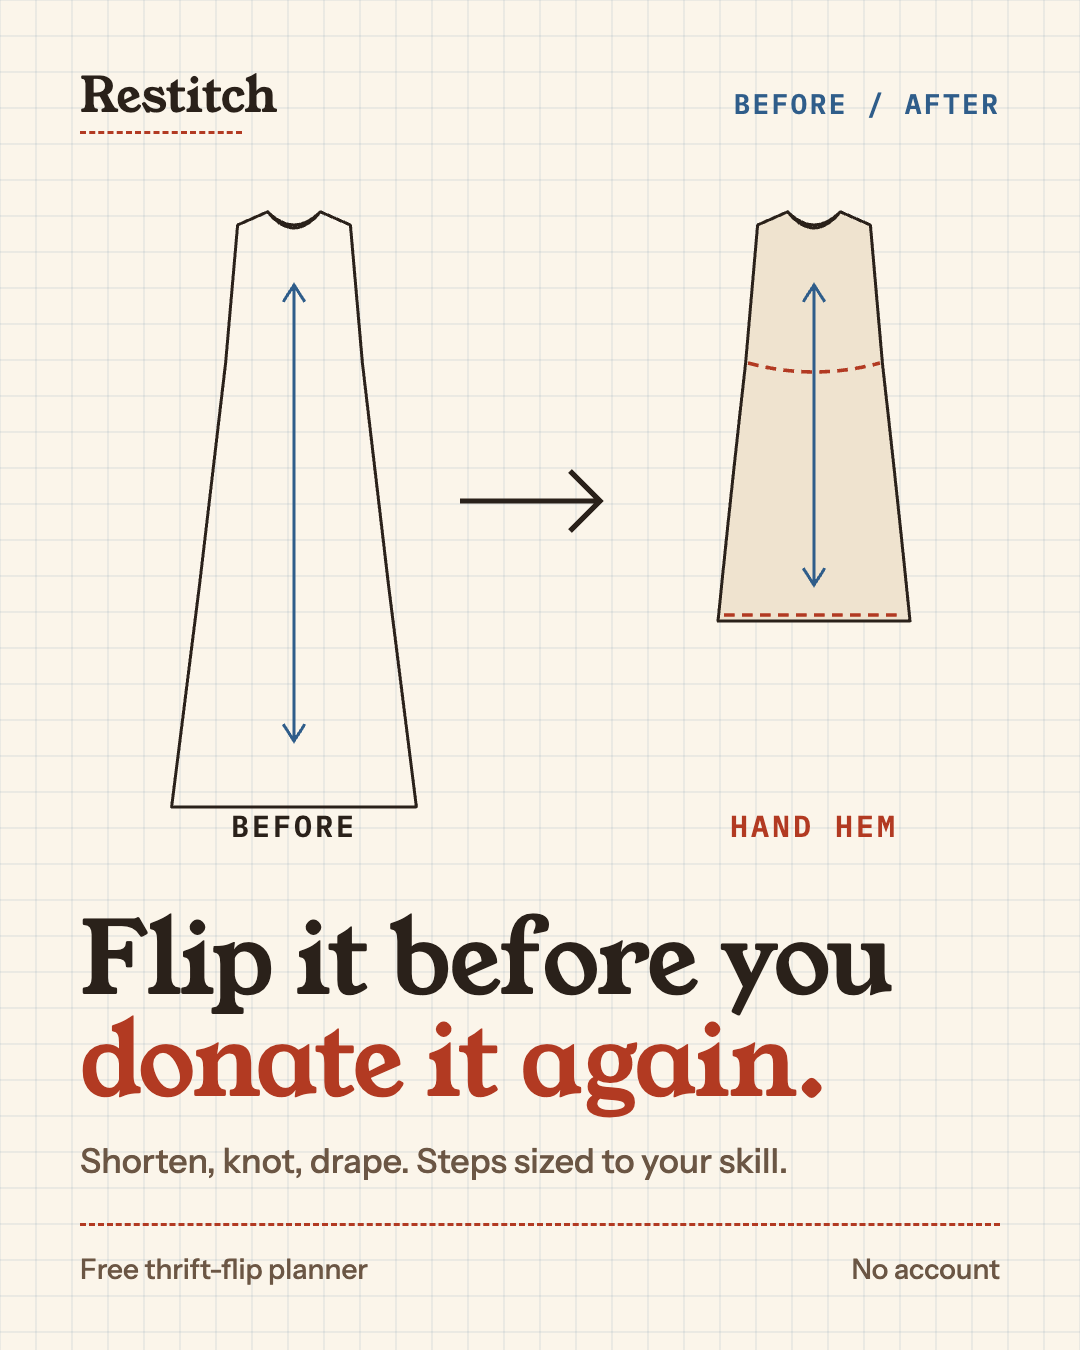 Restitch
BEFORE / AFTER
BEFORE
HAND HEM
Flip it before you
donate it again.
Shorten, knot, drape. Steps sized to your skill.
Free thrift-flip planner
No account